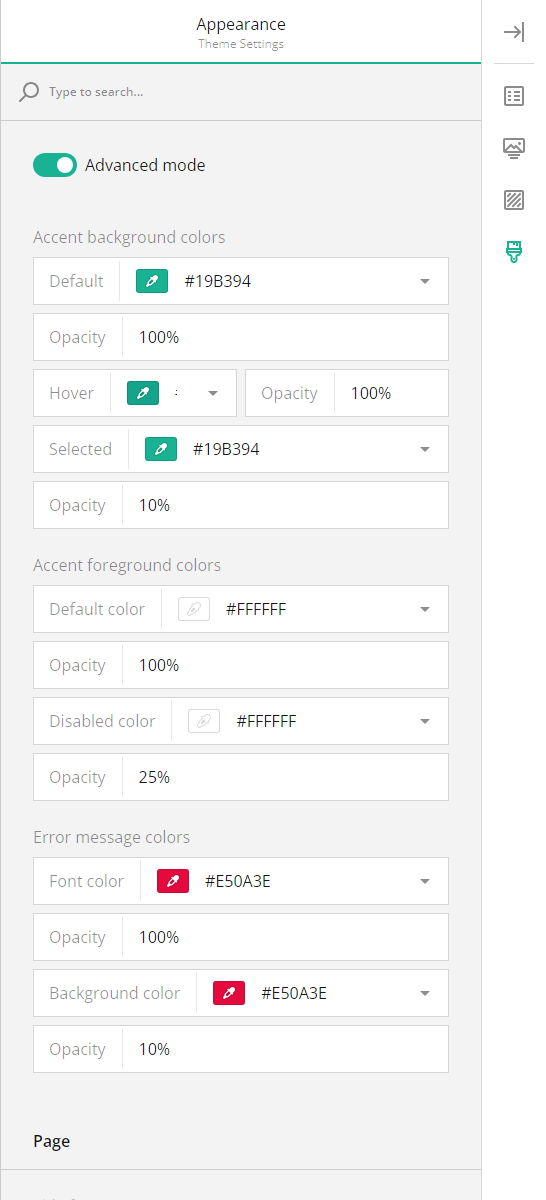 Appearance
Theme Settings
Type to search...
Advanced mode
Accent background colors
Default #19B394
Opacity 100%
Hover Opacity 100%
Selected #19B394
Opacity 10%
Accent foreground colors
Default color #FFFFFF
Opacity 100%
Disabled color #FFFFFF
Opacity 25%
Error message colors
Font color #E50A3E
Opacity 100%
Background color #E50A3E
Opacity 10%
Page